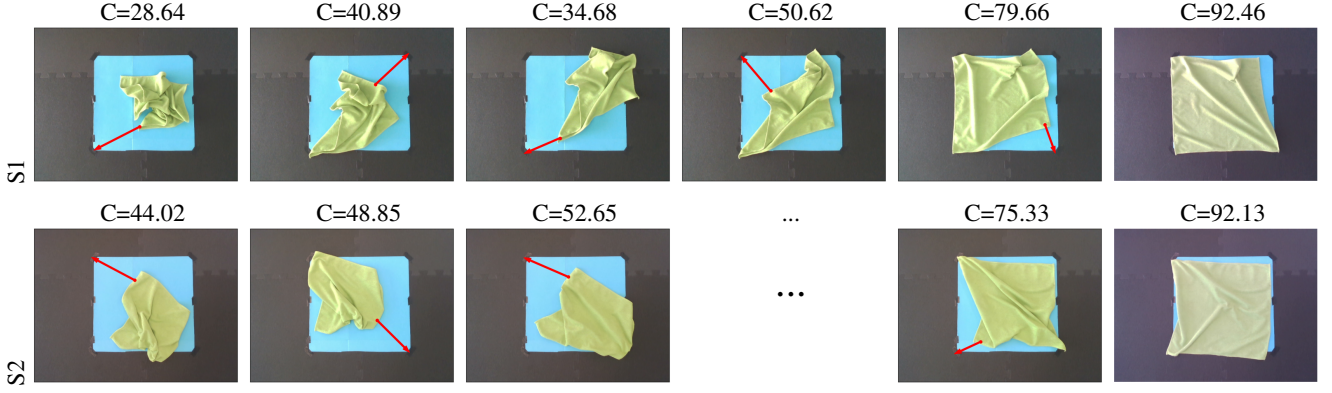 C=28.64 C=40.89 C=34.68 C=50.62 C=79.66 C=92.46
S1
C=44.02 C=48.85 C=52.65 ... C=75.33 C=92.13
...
S2